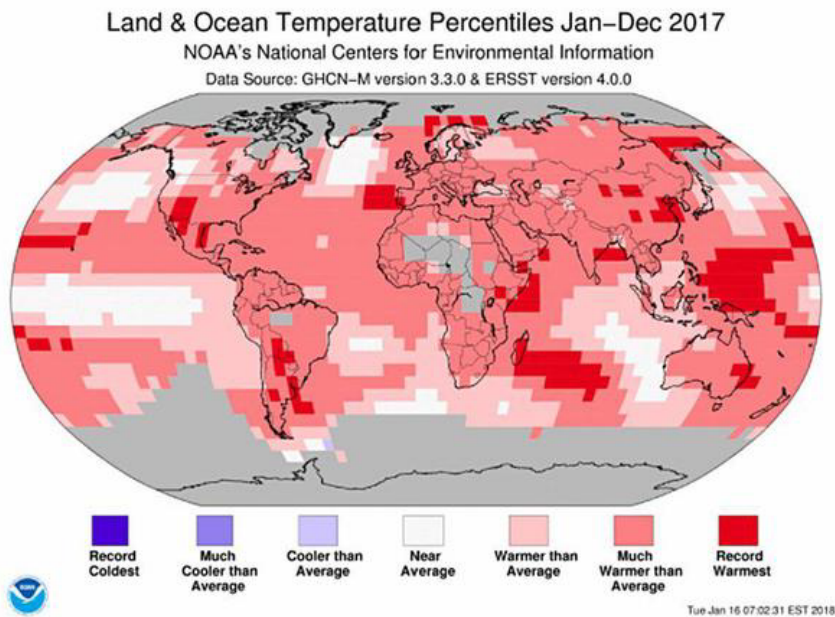 Land & Ocean Temperature Percentiles Jan–Dec 2017
NOAA's National Centers for Environmental Information
Data Source: GHCN–M version 3.3.0 & ERSST version 4.0.0
Record
Coldest
Much
Cooler than
Average
Cooler than
Average
Near
Average
Warmer than
Average
Much
Warmer than
Average
Record
Warmest
NOAA
Tue Jan 16 07:02:31 EST 2018